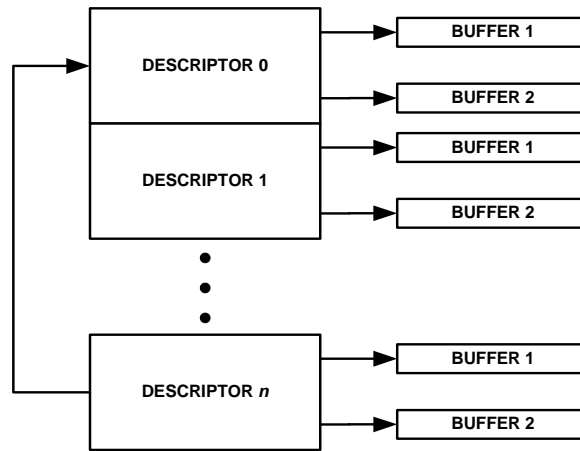 BUFFER 1
DESCRIPTOR 0
BUFFER 2
BUFFER 1
DESCRIPTOR 1
BUFFER 2
BUFFER 1
DESCRIPTOR n
BUFFER 2